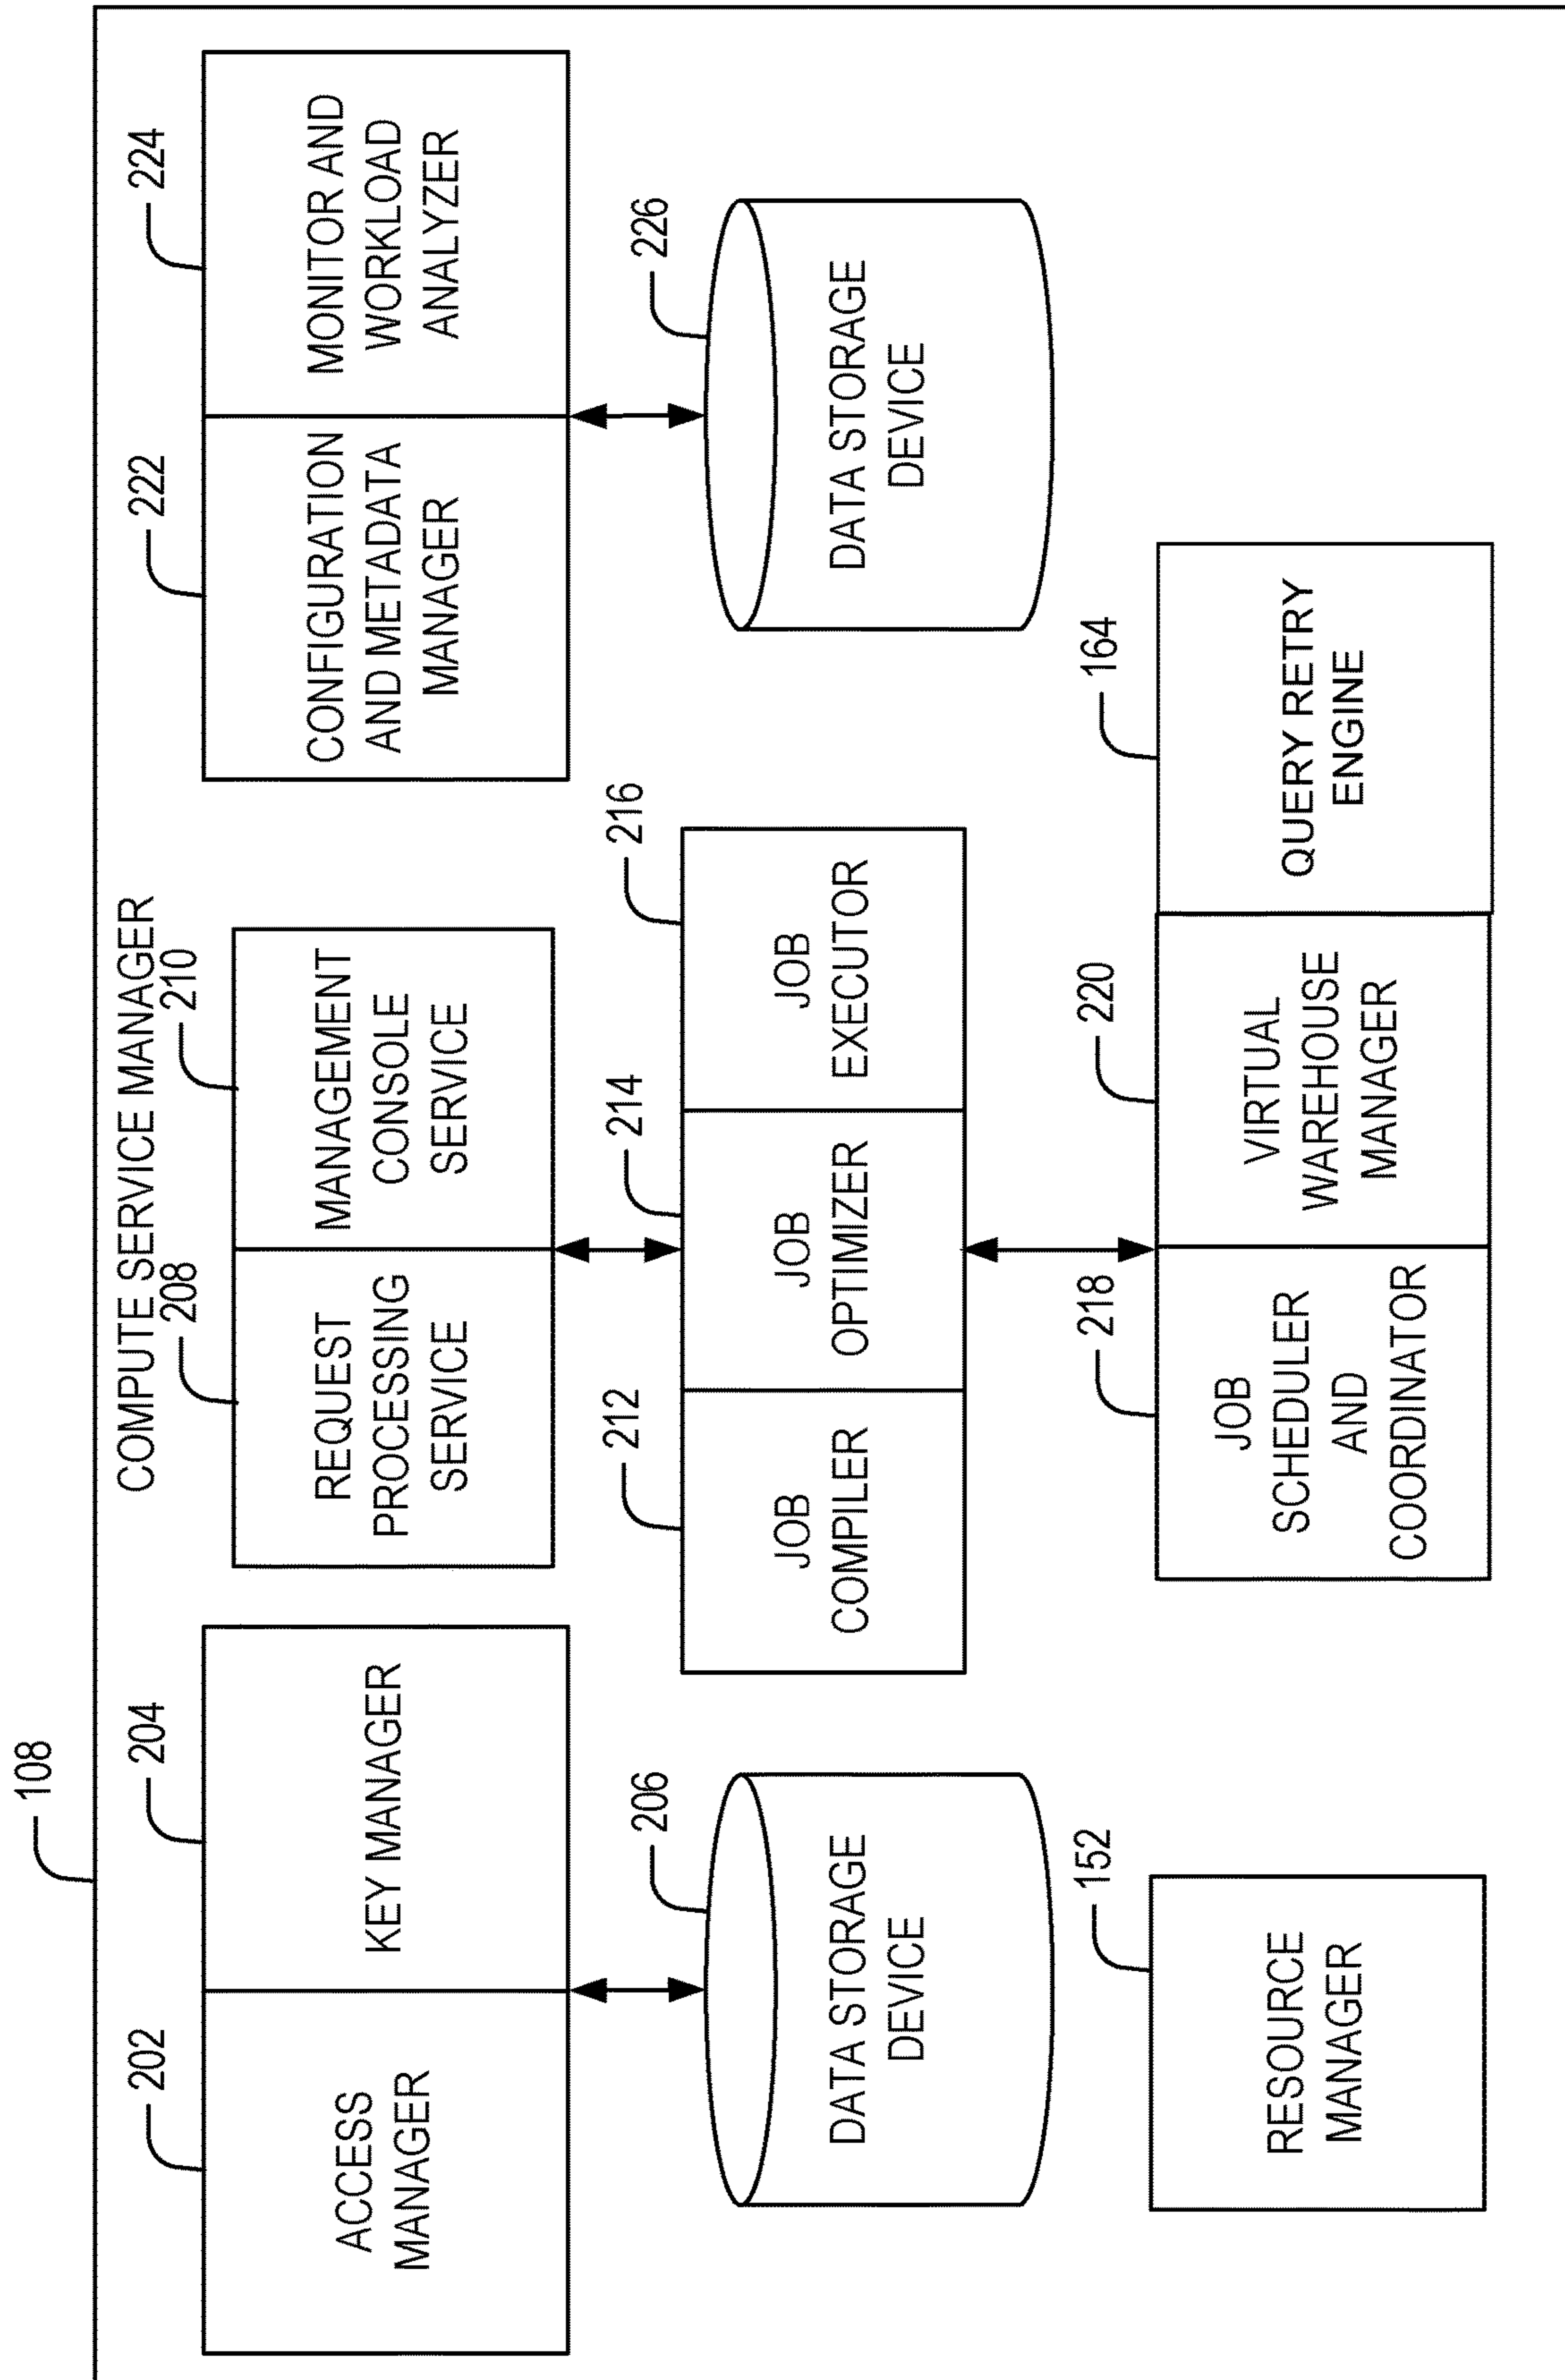 108
COMPUTE SERVICE MANAGER
202
204
208
210
222
224
ACCESS
MANAGER
KEY MANAGER
REQUEST
PROCESSING
SERVICE
MANAGEMENT
CONSOLE
SERVICE
CONFIGURATION
AND METADATA
MANAGER
MONITOR AND
WORKLOAD
ANALYZER
206
212
214
216
226
DATA STORAGE
DEVICE
JOB
COMPILER
JOB
OPTIMIZER
JOB
EXECUTOR
DATA STORAGE
DEVICE
152
218
220
164
RESOURCE
MANAGER
JOB
SCHEDULER
AND
COORDINATOR
VIRTUAL
WAREHOUSE
MANAGER
QUERY RETRY
ENGINE